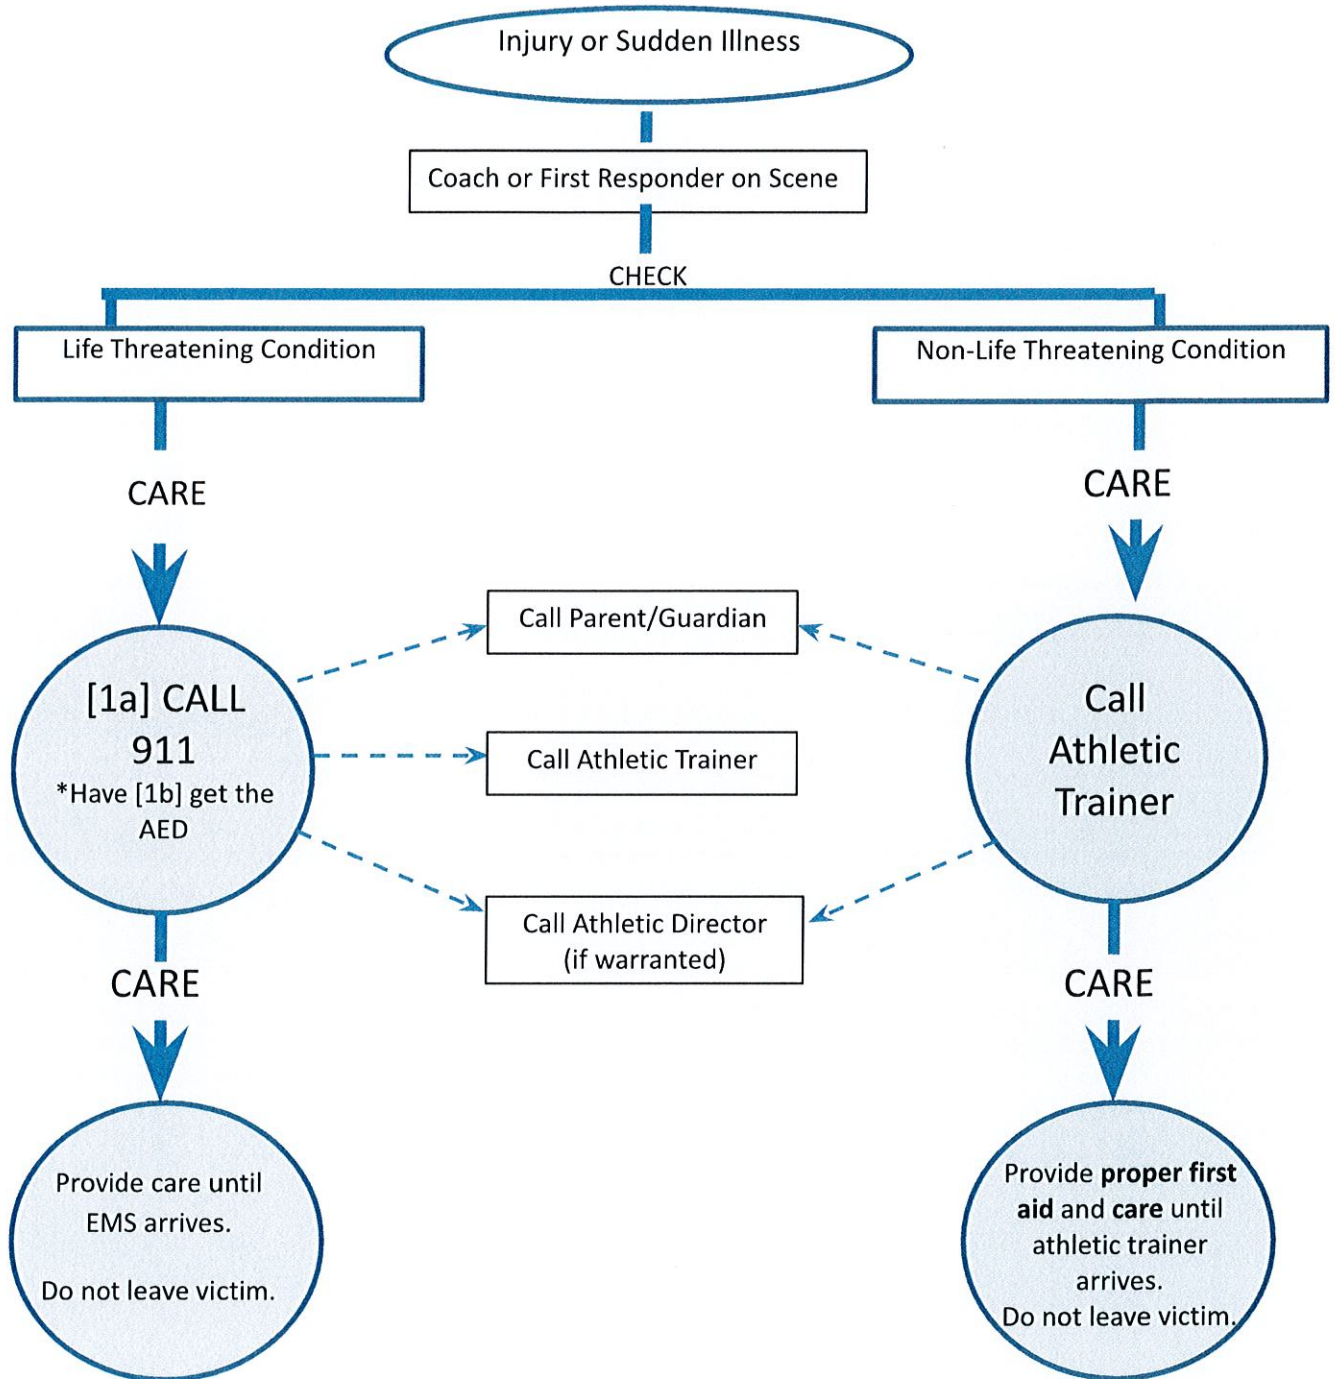 Injury or Sudden Illness
Coach or First Responder on Scene
CHECK
Life Threatening Condition
Non-Life Threatening Condition
CARE
CARE
Call Parent/Guardian
[1a] CALL
911
*Have [1b] get the
AED
Call Athletic Trainer
Call
Athletic
Trainer
Call Athletic Director
(if warranted)
CARE
CARE
Provide care until
EMS arrives.
Do not leave victim.
Provide proper first
aid and care until
athletic trainer
arrives.
Do not leave victim.